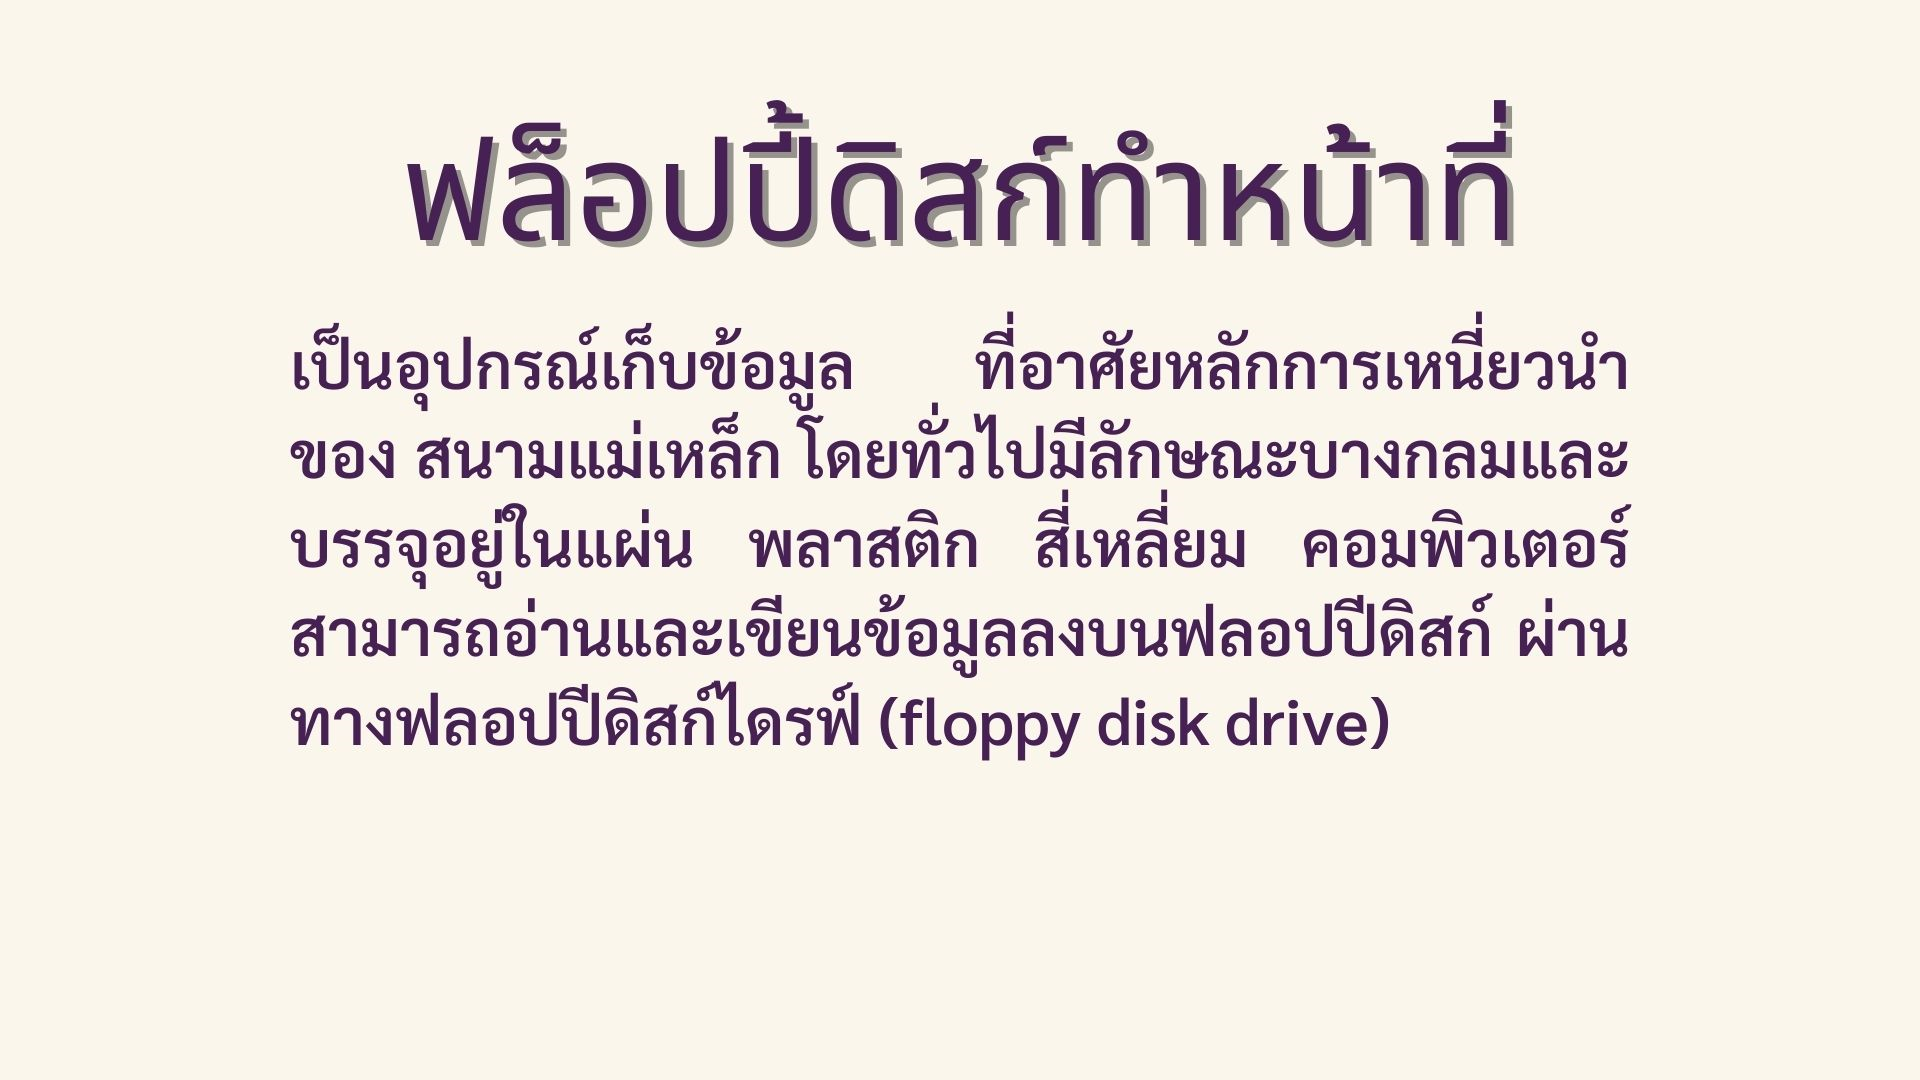 ฟล็อปปี้ดิสก์ทำหน้าที่
เป็นอุปกรณ์เก็บข้อมูล ที่อาศัยหลักการเหนี่ยวนำ
ของ สนามแม่เหล็ก โดยทั่วไปมีลักษณะบางกลมและ
บรรจุอยู่ในแผ่น พลาสติก สี่เหลี่ยม คอมพิวเตอร์
สามารถอ่านและเขียนข้อมูลลงบนฟลอปปีดิสก์ ผ่าน
ทางฟลอปปีดิสก์ไดรฟ์ (floppy disk drive)